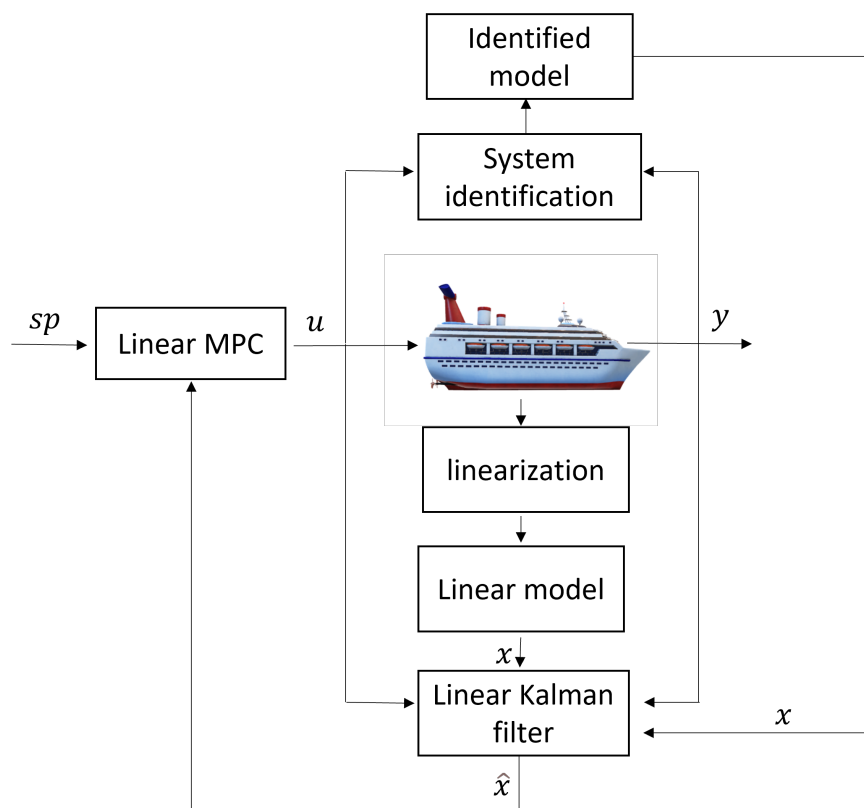 Identified
model
System
identification
sp
Linear MPC
u
y
linearization
Linear model
x
Linear Kalman
filter
x
x̂